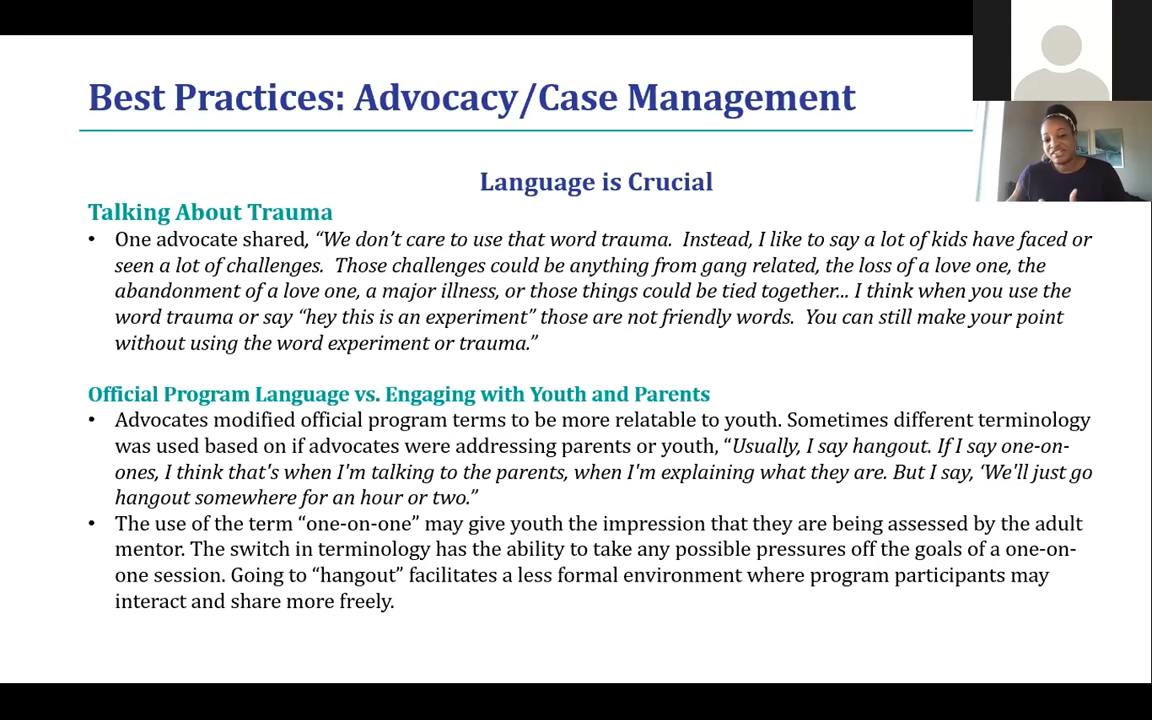 Best Practices: Advocacy/Case Management
Language is Crucial
Talking About Trauma
• One advocate shared, “We don’t care to use that word trauma.  Instead, I like to say a lot of kids have faced or
seen a lot of challenges.  Those challenges could be anything from gang related, the loss of a love one, the
abandonment of a love one, a major illness, or those things could be tied together... I think when you use the
word trauma or say “hey this is an experiment” those are not friendly words.  You can still make your point
without using the word experiment or trauma.”
Official Program Language vs. Engaging with Youth and Parents
• Advocates modified official program terms to be more relatable to youth. Sometimes different terminology
was used based on if advocates were addressing parents or youth, “Usually, I say hangout. If I say one-on-
ones, I think that's when I'm talking to the parents, when I'm explaining what they are. But I say, ‘We'll just go
hangout somewhere for an hour or two.”
• The use of the term “one-on-one” may give youth the impression that they are being assessed by the adult
mentor. The switch in terminology has the ability to take any possible pressures off the goals of a one-on-
one session. Going to “hangout” facilitates a less formal environment where program participants may
interact and share more freely.